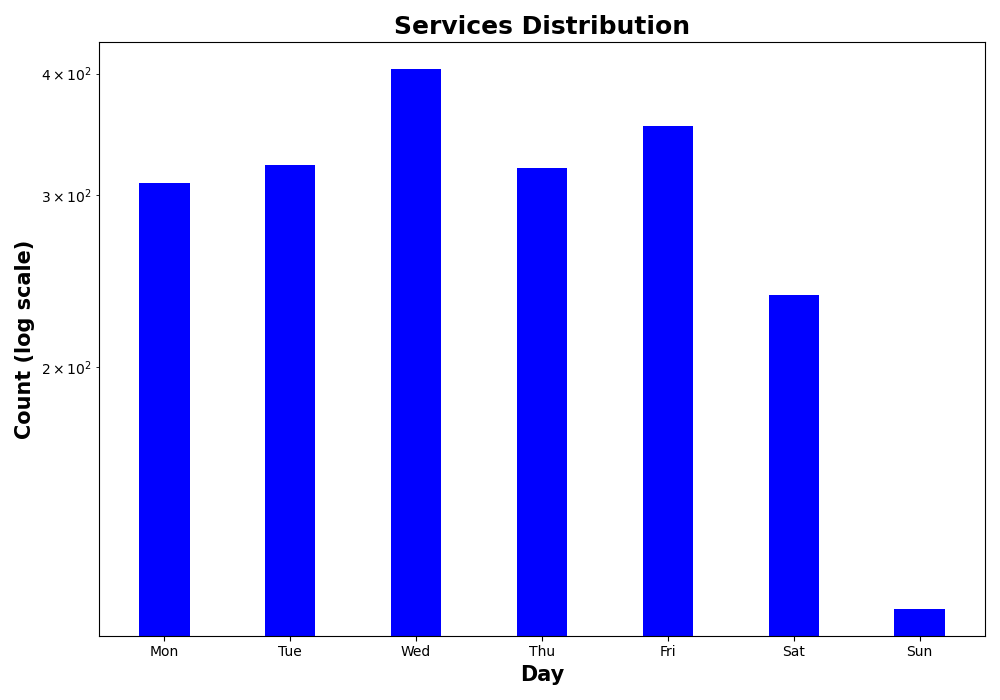 Services Distribution
4 × 10²
3 × 10²
2 × 10²
Count (log scale)
Mon Tue Wed Thu Fri Sat Sun
Day